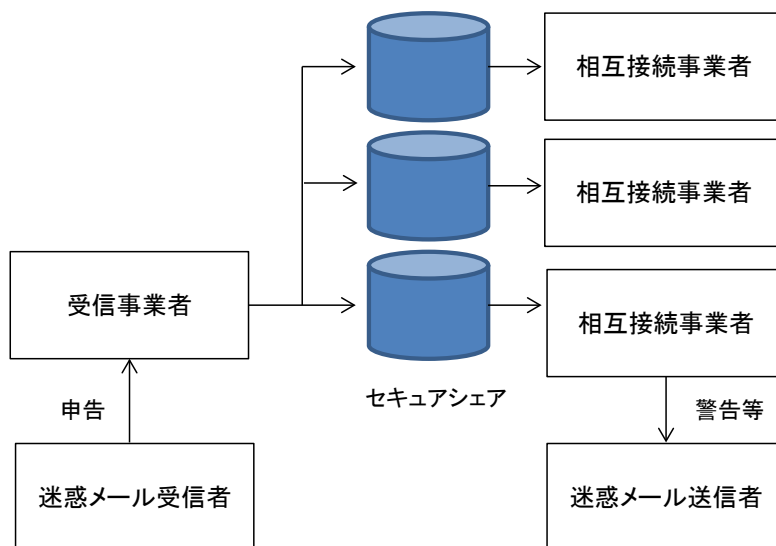 相互接続事業者
相互接続事業者
受信事業者
相互接続事業者
セキュアシェア
申告
警告等
迷惑メール受信者
迷惑メール送信者